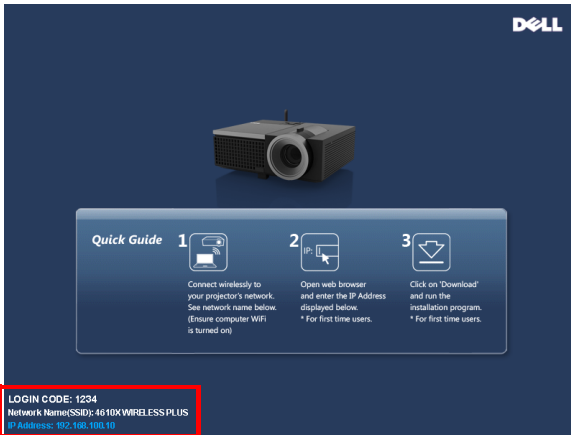 DELL
Quick Guide
1
Connect wirelessly to
your projector's network.
See network name below.
(Ensure computer WiFi
is turned on)
2
IP:
Open web browser
and enter the IP Address
displayed below.
* For first time users.
3
Click on 'Download'
and run the
installation program.
* For first time users.
LOGIN CODE: 1234
Network Name(SSID): 4610X WIRELESS PLUS
IP Address: 192.168.100.10